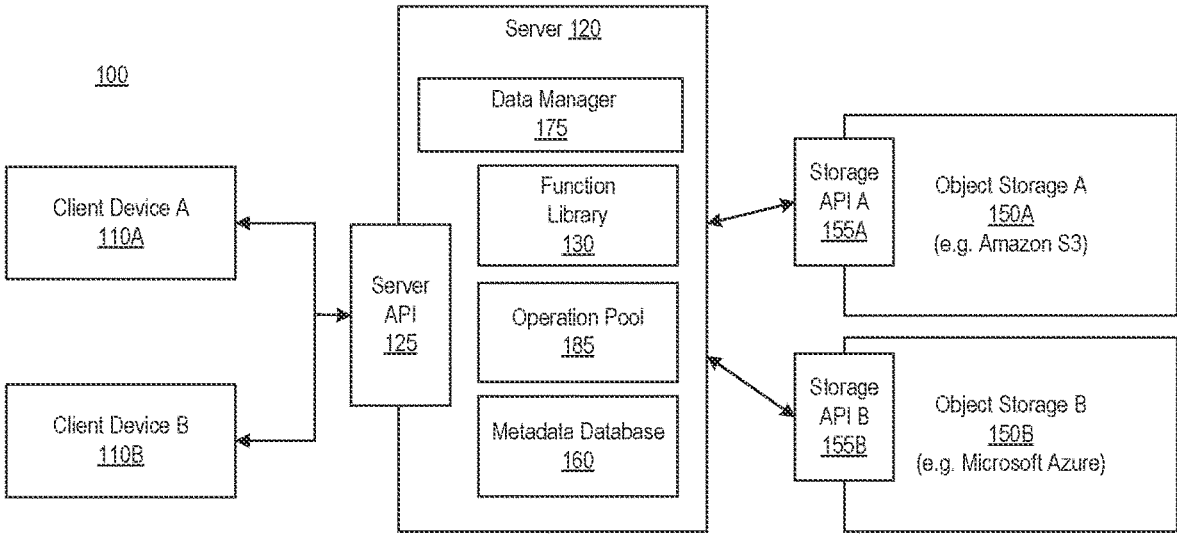 100
Client Device A
110A
Client Device B
110B
Server 120
Data Manager
175
Function
Library
130
Server
API
125
Operation Pool
185
Metadata Database
160
Storage
API A
155A
Object Storage A
150A
(e.g. Amazon S3)
Storage
API B
155B
Object Storage B
150B
(e.g. Microsoft Azure)